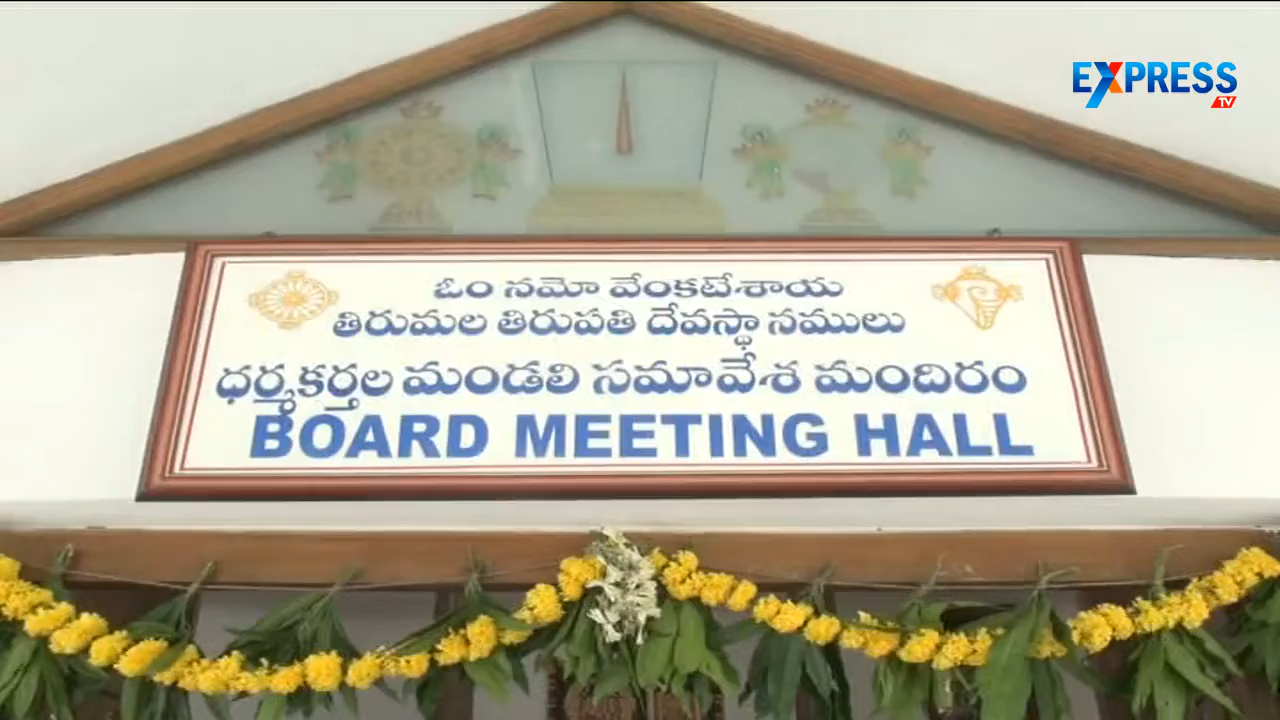 EXPRESS TV
ఓం నమో వేంకటేశాయ
తిరుమల తిరుపతి దేవస్థానములు
ధర్మకర్తల మండలి సమావేశ మందిరం
BOARD MEETING HALL